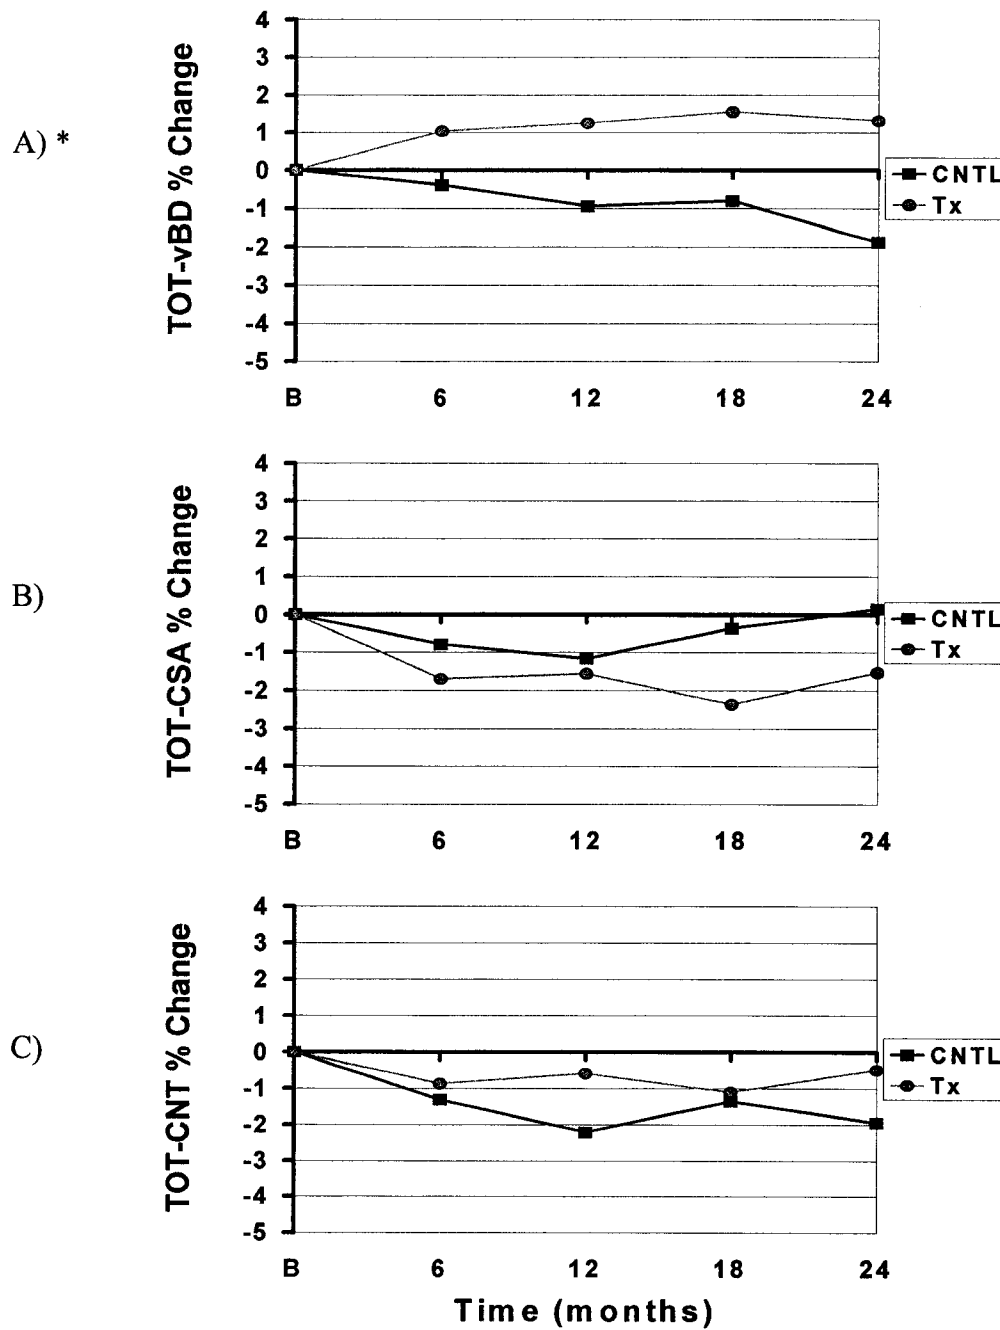 A) *
TOT-vBD % Change
4
3
2
1
0
-1
-2
-3
-4
-5
B 6 12 18 24
CNTL
Tx
B)
TOT-CSA % Change
4
3
2
1
0
-1
-2
-3
-4
-5
B 6 12 18 24
CNTL
Tx
C)
TOT-CNT % Change
4
3
2
1
0
-1
-2
-3
-4
-5
B 6 12 18 24
CNTL
Tx
Time (months)